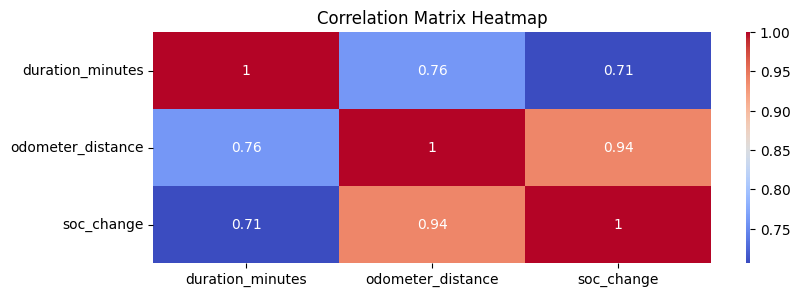 Correlation Matrix Heatmap
duration_minutes 1 0.76 0.71
odometer_distance 0.76 1 0.94
soc_change 0.71 0.94 1
duration_minutes odometer_distance soc_change
1.00
0.95
0.90
0.85
0.80
0.75